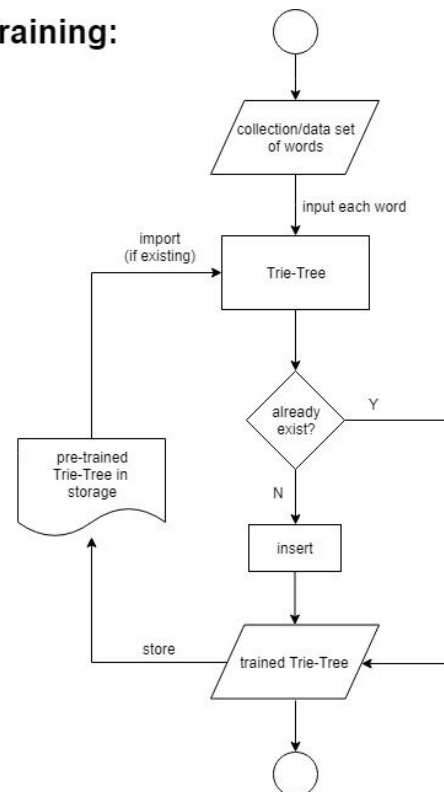 raining:
collection/data set
of words
input each word
import
(if existing)
Trie-Tree
already
exist?
Y
pre-trained
Trie-Tree in
storage
N
insert
store
trained Trie-Tree